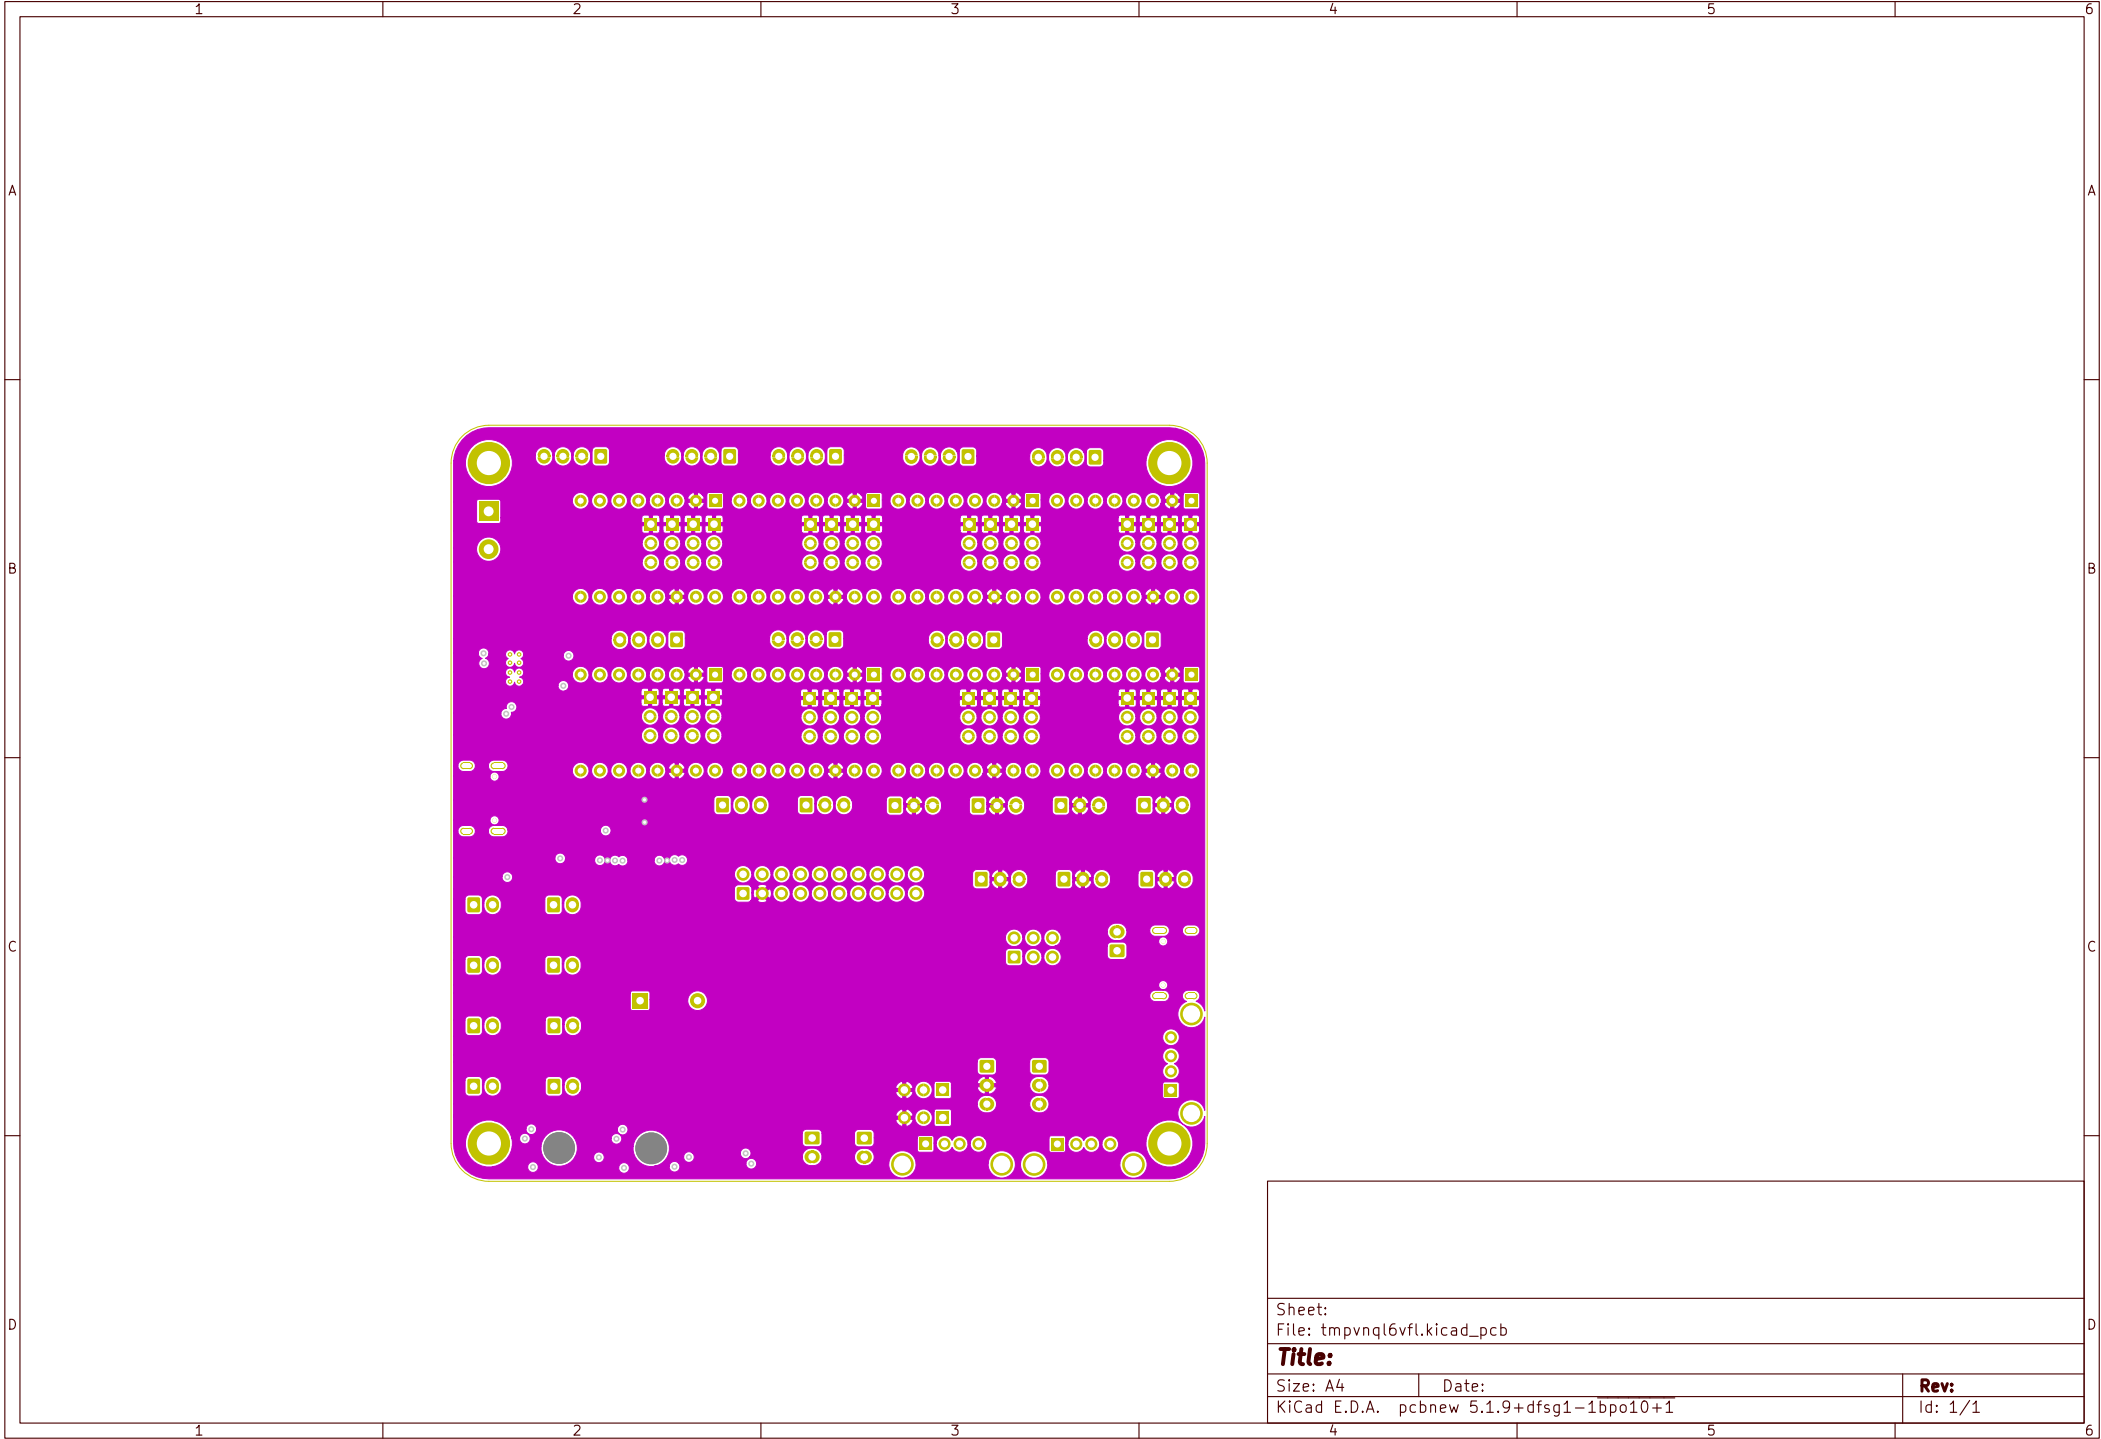 1 2 3 4 5 6
A A
B B
C C
D D
Sheet:
File: tmpvnql6vfl.kicad_pcb
Title:
Size: A4 Date: Rev:
KiCad E.D.A. pcbnew 5.1.9+dfsg1-1bpo10+1 Id: 1/1
1 2 3 4 5 6